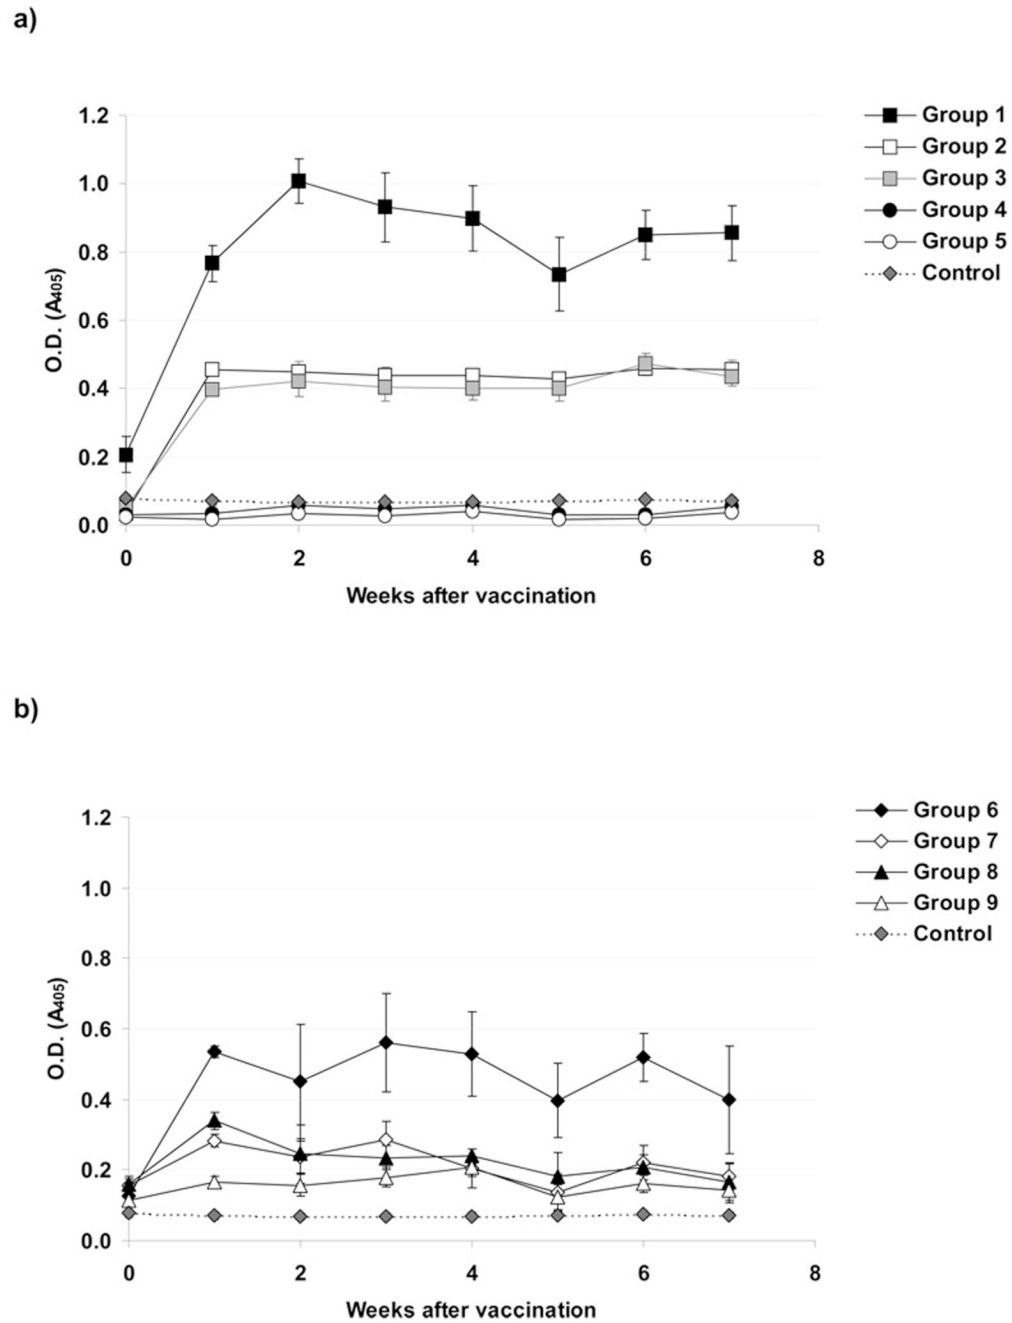 a)
1.2
1.0
0.8
0.6
0.4
0.2
0.0
O.D. (A405)
0 2 4 6 8
Weeks after vaccination
Group 1
Group 2
Group 3
Group 4
Group 5
Control
b)
1.2
1.0
0.8
0.6
0.4
0.2
0.0
O.D. (A405)
0 2 4 6 8
Weeks after vaccination
Group 6
Group 7
Group 8
Group 9
Control